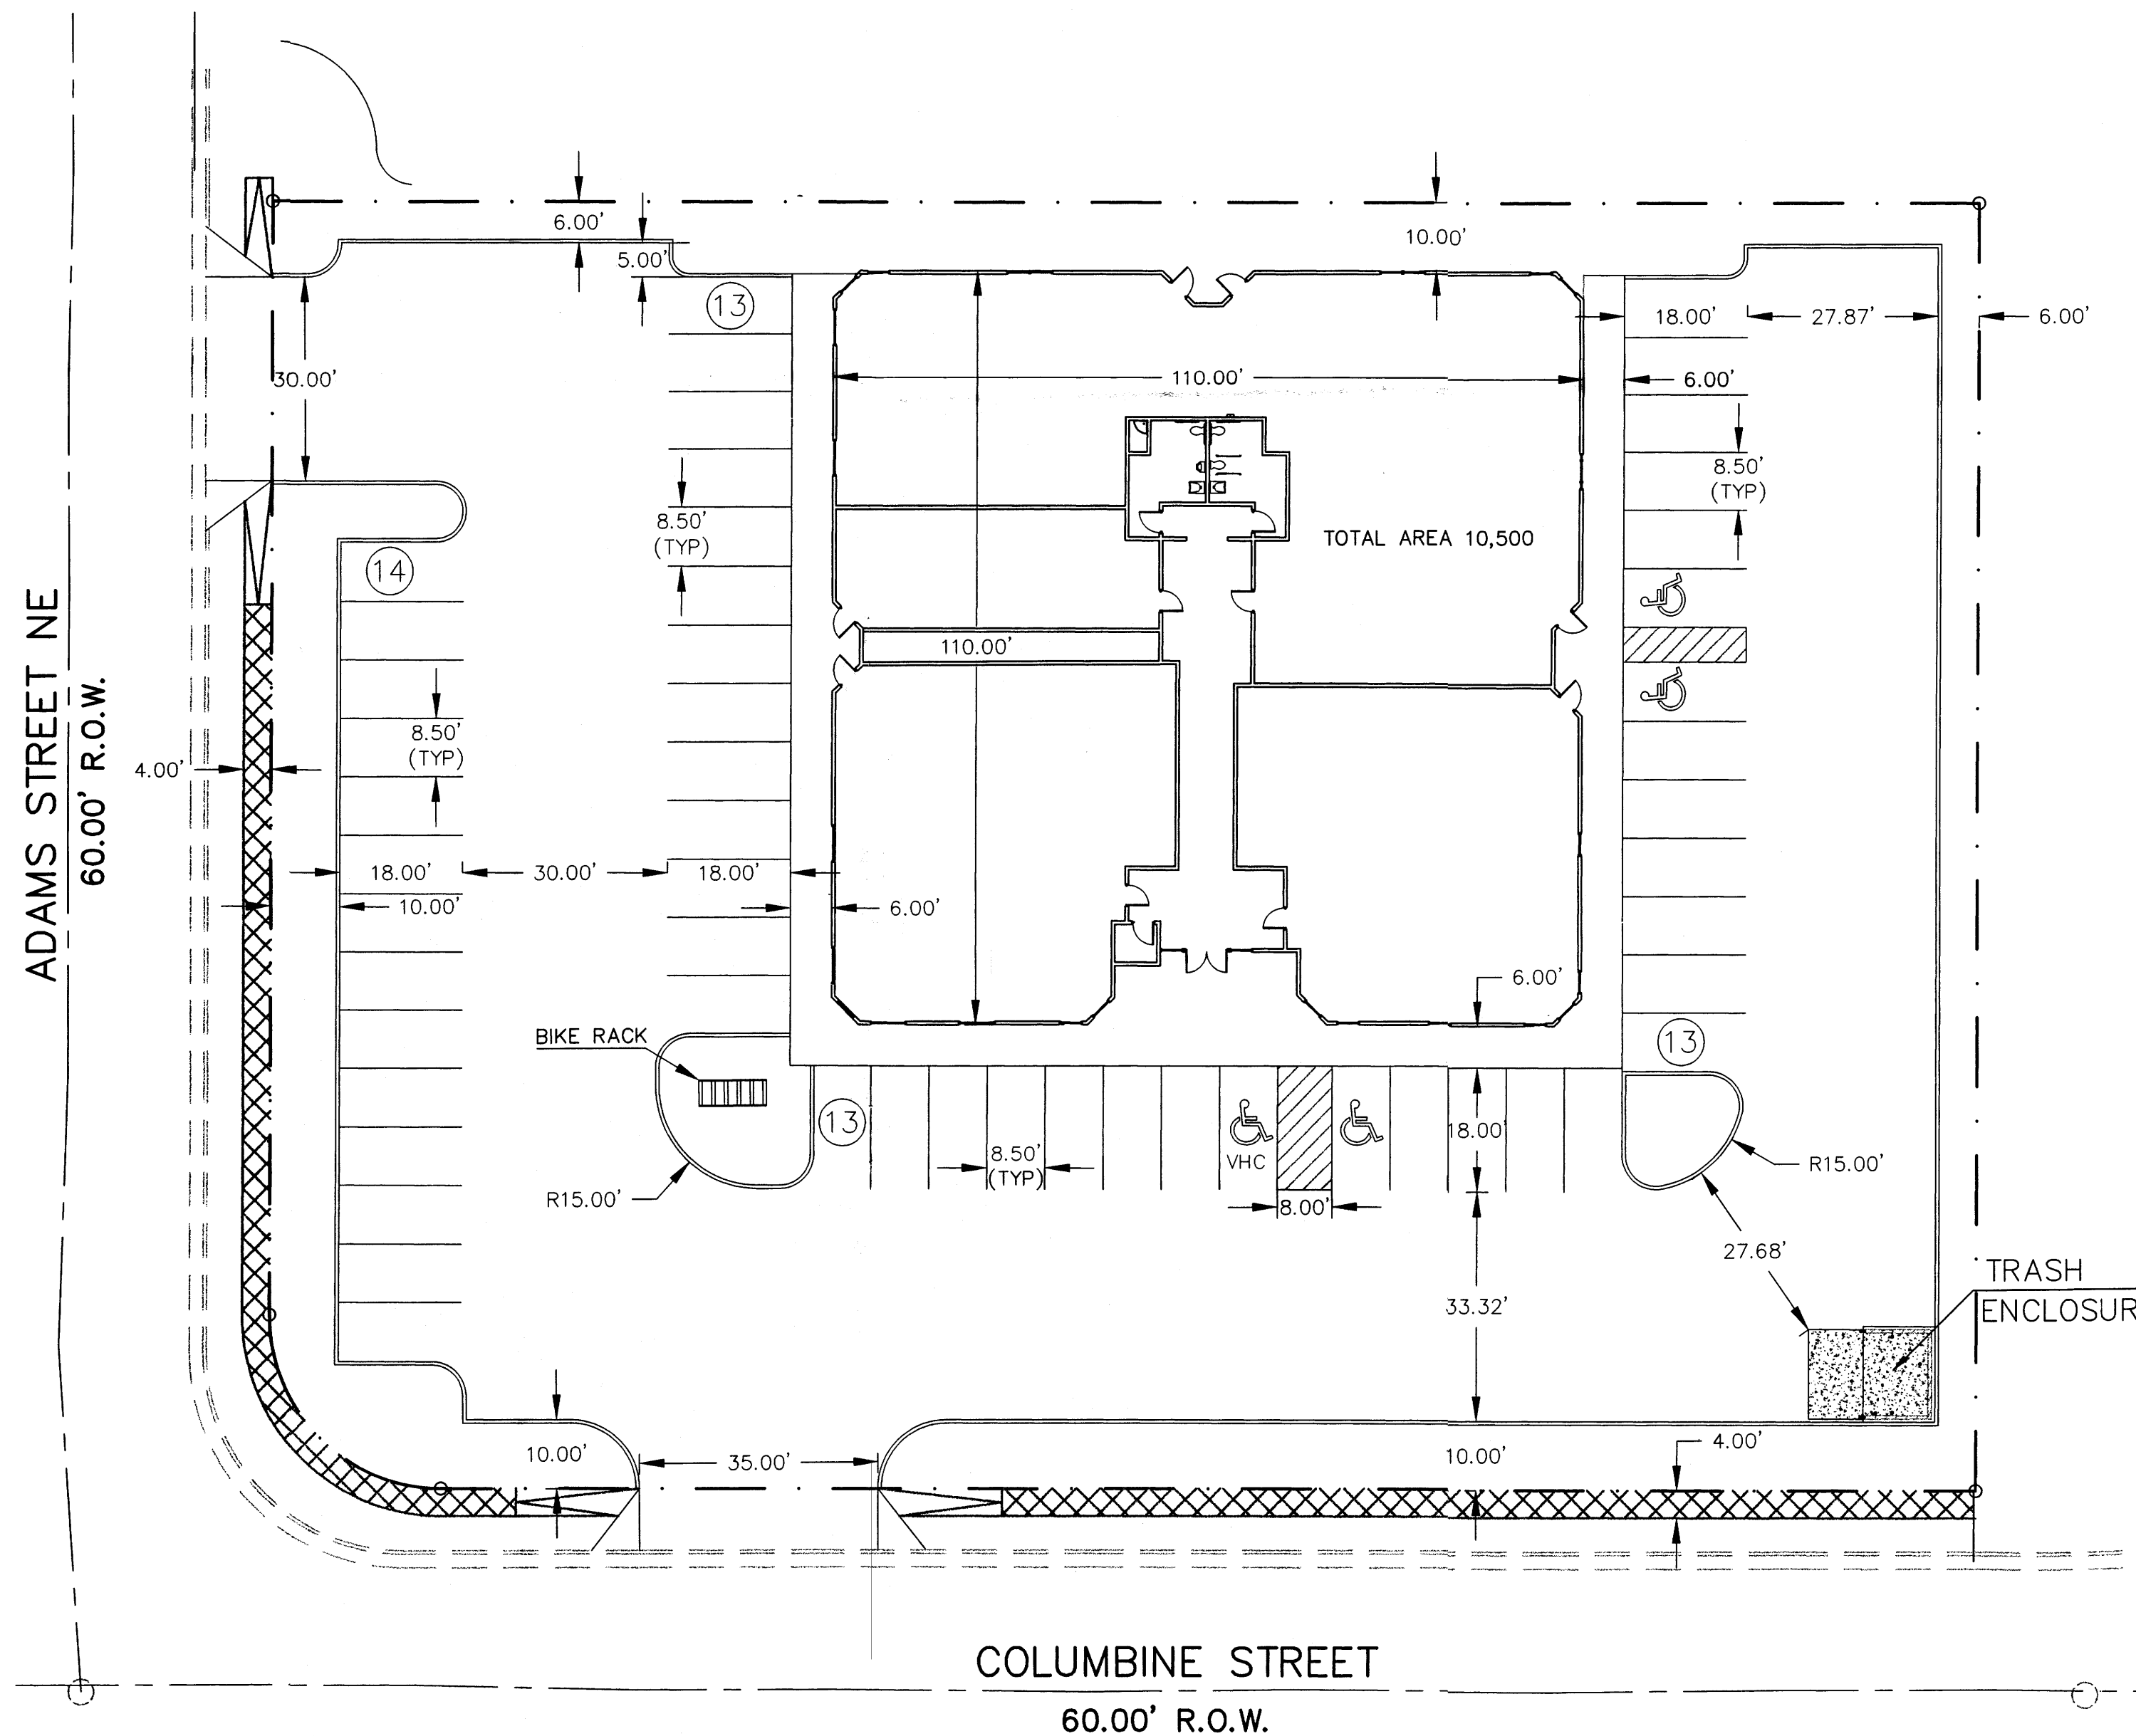 6.00'
5.00'
10.00'
13
18.00'
27.87'
6.00'
30.00'
110.00'
6.00'
8.50'
(TYP)
8.50'
(TYP)
TOTAL AREA 10,500
14
110.00'
8.50'
(TYP)
4.00'
ADAMS STREET NE
60.00' R.O.W.
18.00'
30.00'
18.00'
10.00'
6.00'
6.00'
BIKE RACK
13
13
8.50'
(TYP)
VHC
18.00'
R15.00'
R15.00'
8.00'
27.68'
33.32'
TRASH
ENCLOSUR
10.00'
35.00'
10.00'
4.00'
COLUMBINE STREET
60.00' R.O.W.